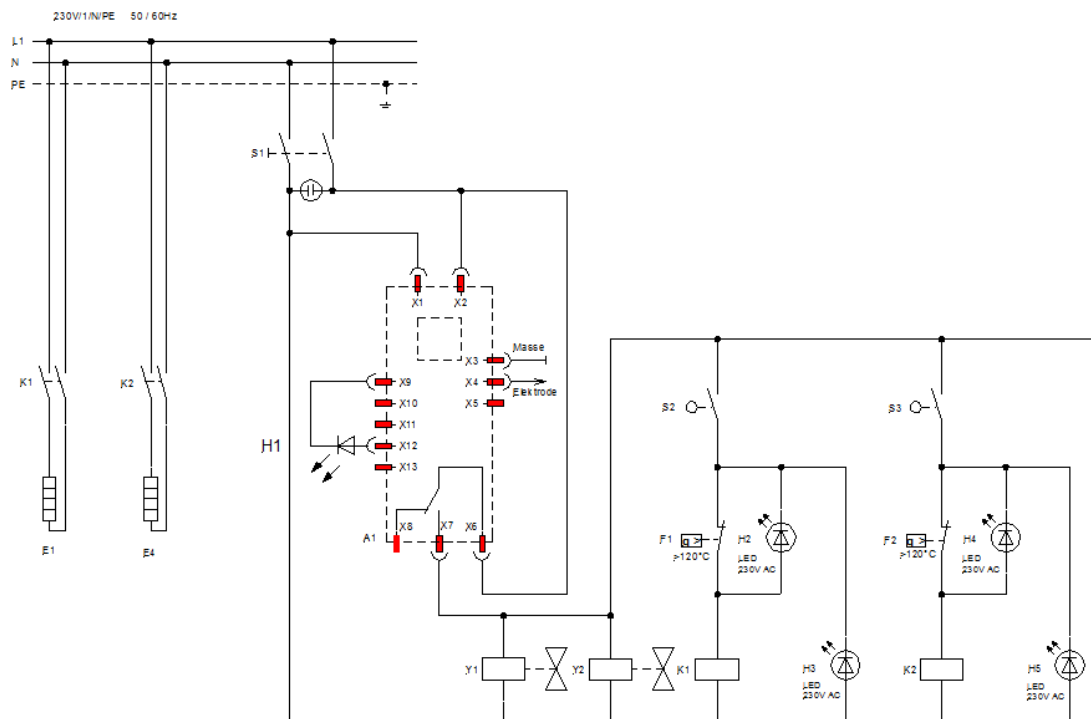 230V/1/N/PE 50 / 60Hz
L1
N
PE
S1
X1 X2
X3 Masse
X4
Elektrode
X5
X9
X10
X11
X12
X13
H1
K1 K2
S2 S3
X8 X7 X6
A1
F1 >120°C
H2
LED
230V AC
F2 >120°C
H4
LED
230V AC
E1 E4
Y1 Y2 K1
H3
LED
230V AC
K2
H5
LED
230V AC